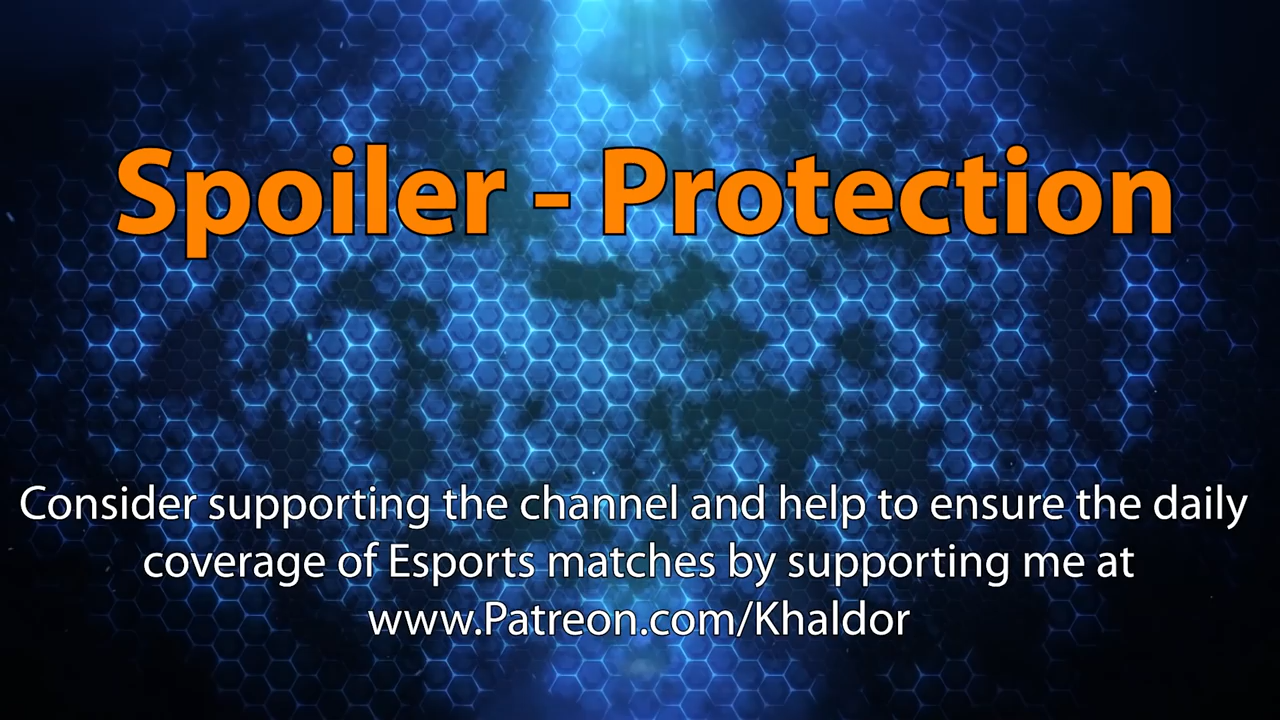 Spoiler - Protection
Consider supporting the channel and help to ensure the daily
coverage of Esports matches by supporting me at
www.Patreon.com/Khaldor